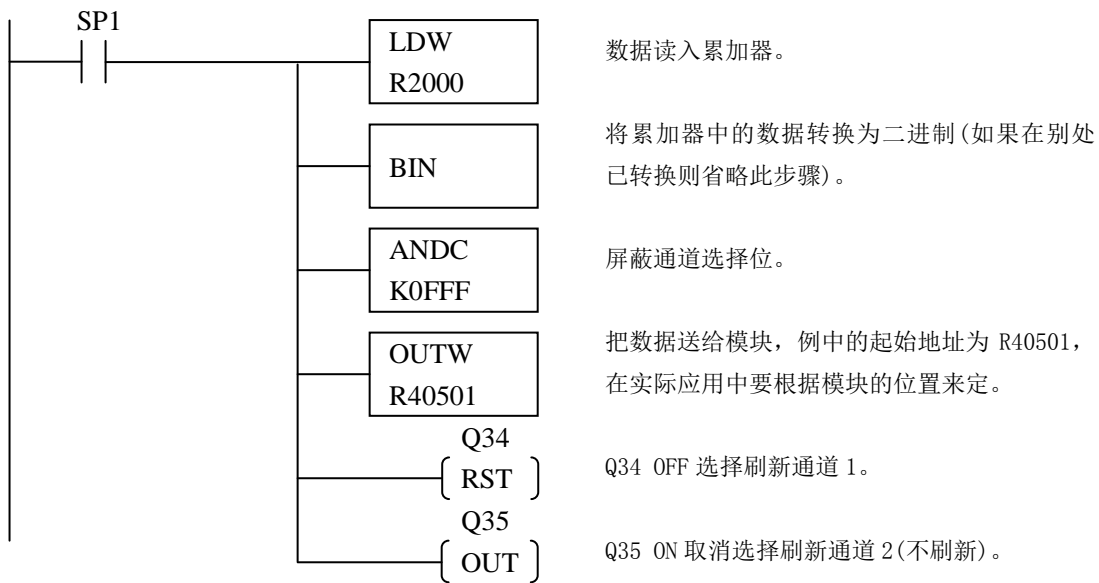 SP1
LDW
R2000
数据读入累加器。
BIN
将累加器中的数据转换为二进制(如果在别处
已转换则省略此步骤)。
ANDC
K0FFF
屏蔽通道选择位。
OUTW
R40501
把数据送给模块，例中的起始地址为 R40501，
在实际应用中要根据模块的位置来定。
Q34
RST
Q34 OFF 选择刷新通道 1。
Q35
OUT
Q35 ON 取消选择刷新通道 2(不刷新)。